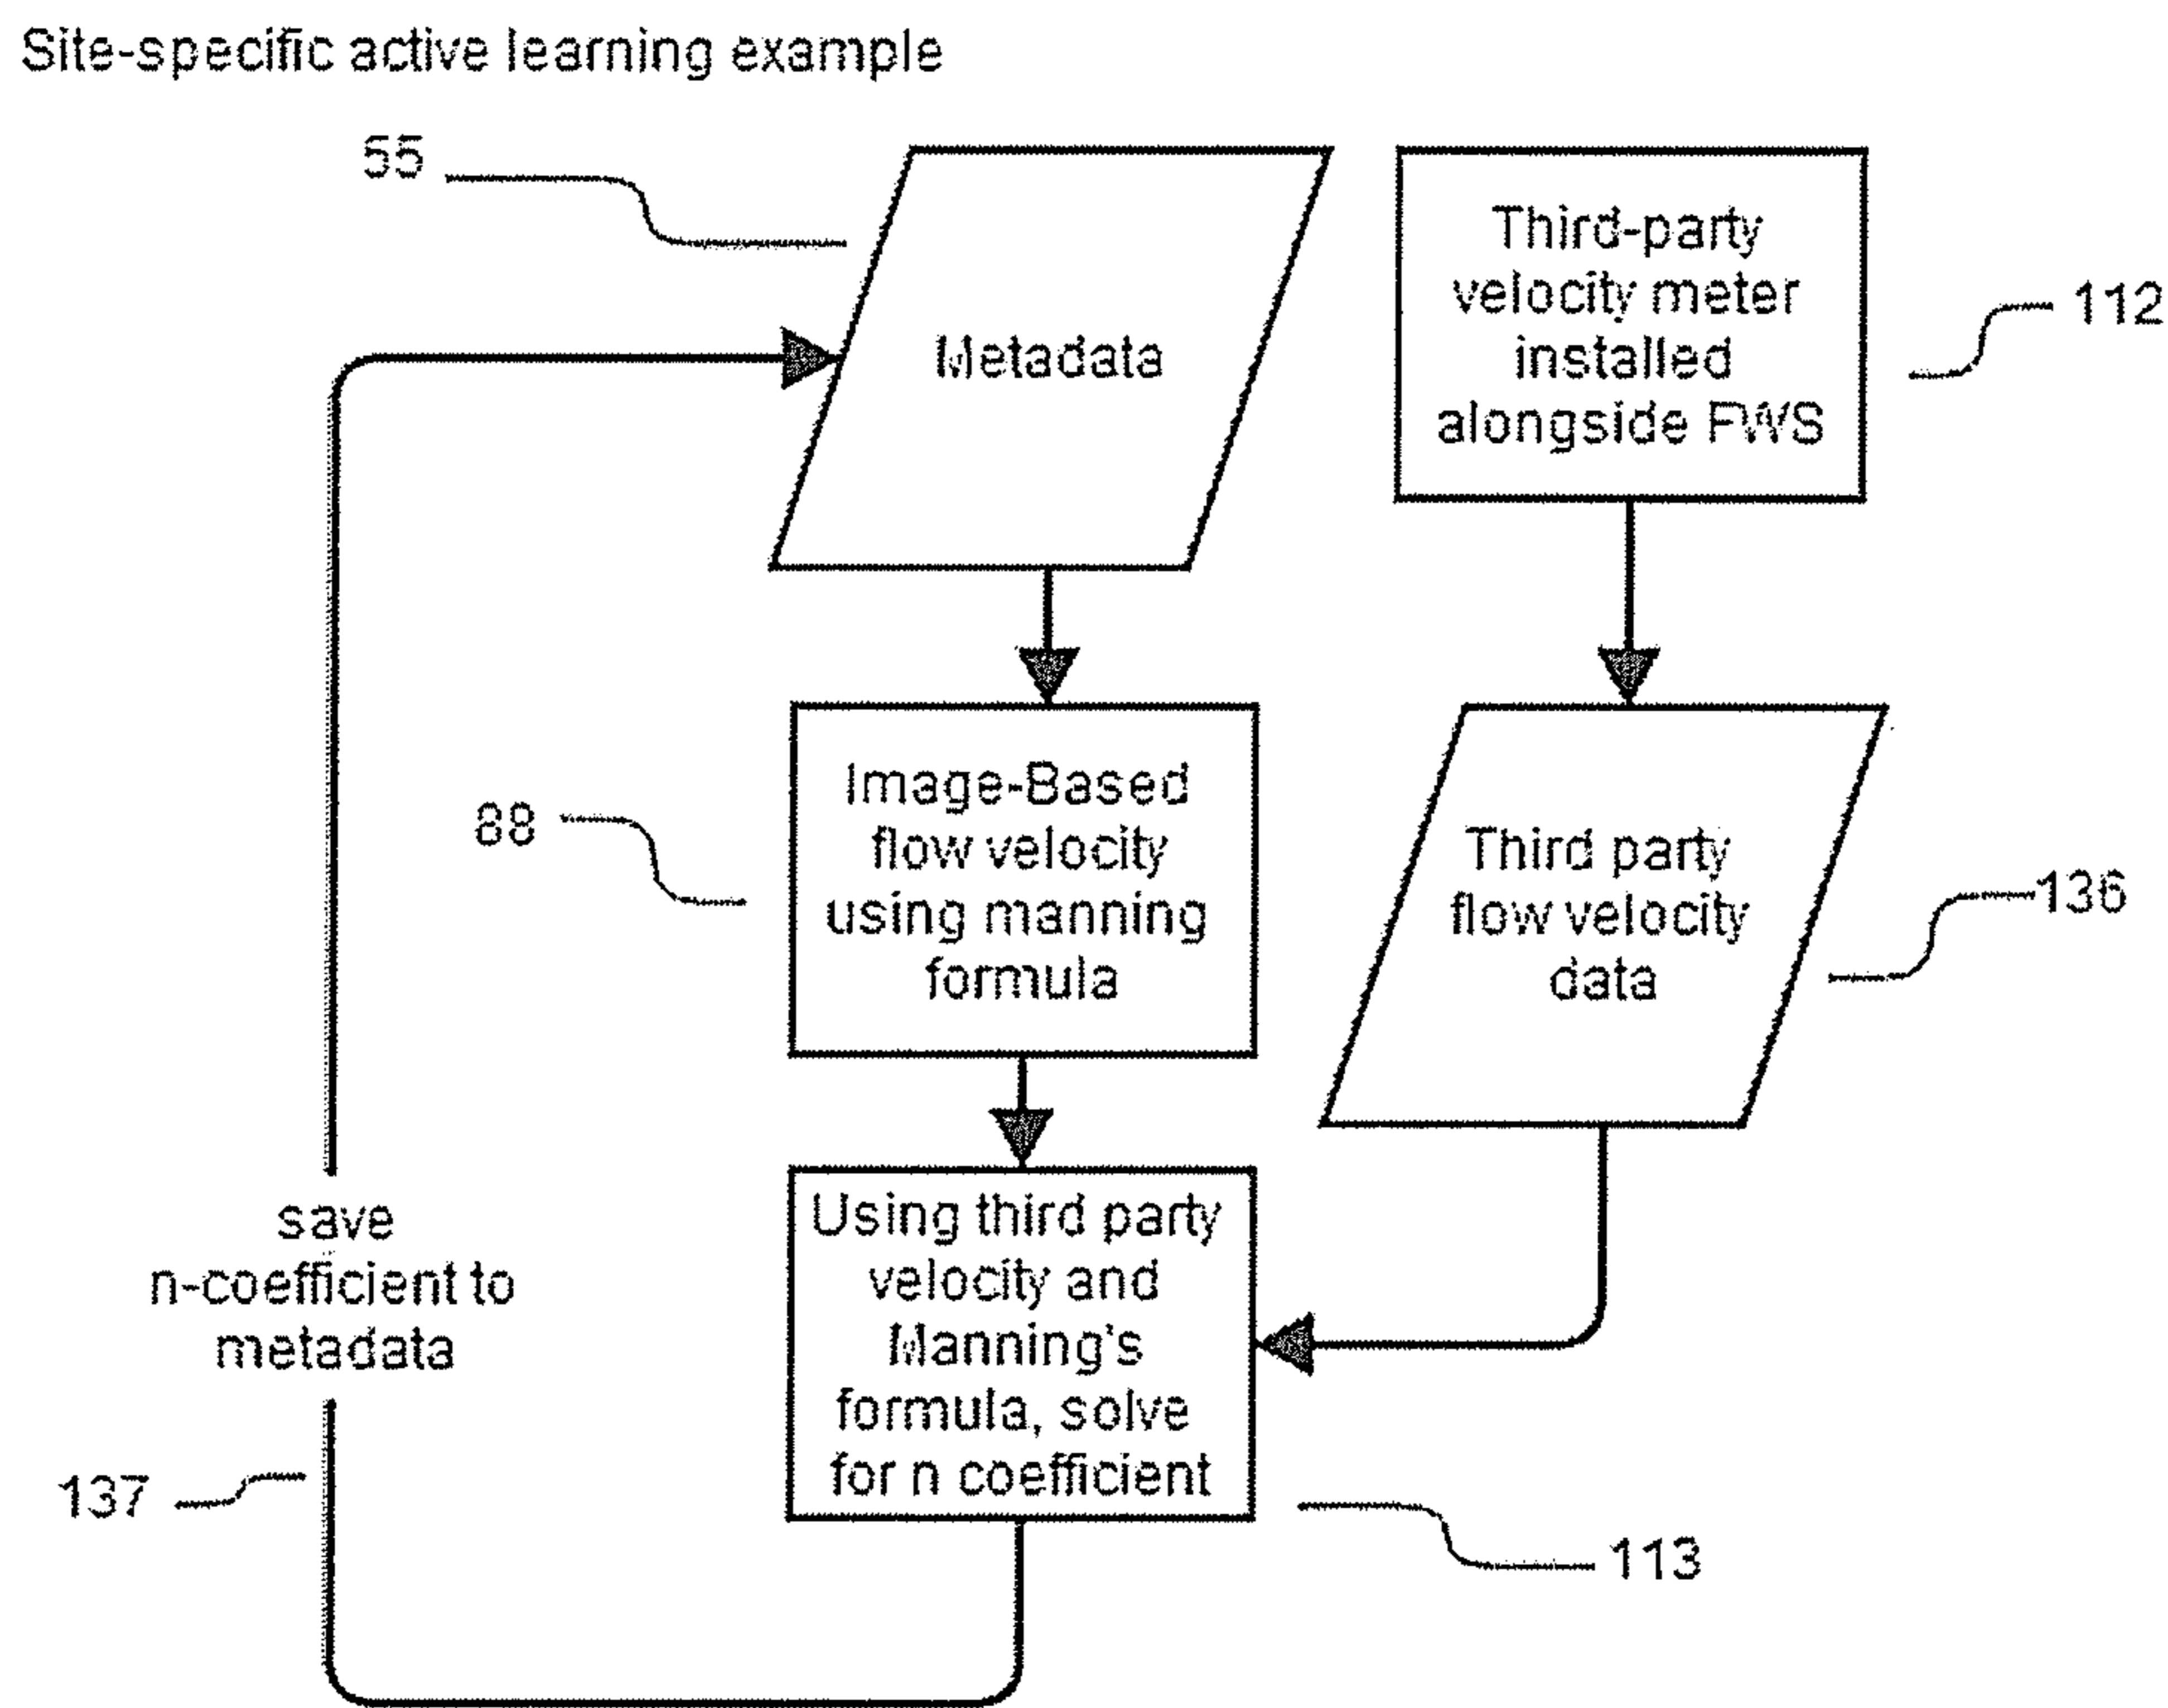 Site-specific active learning example
55
Metadata
Third-party
velocity meter
installed
alongside FWS
112
88
Image-Based
flow velocity
using manning
formula
Third party
flow velocity
data
136
save
n-coefficient to
metadata
137
Using third party
velocity and
Manning's
formula, solve
for n coefficient
113